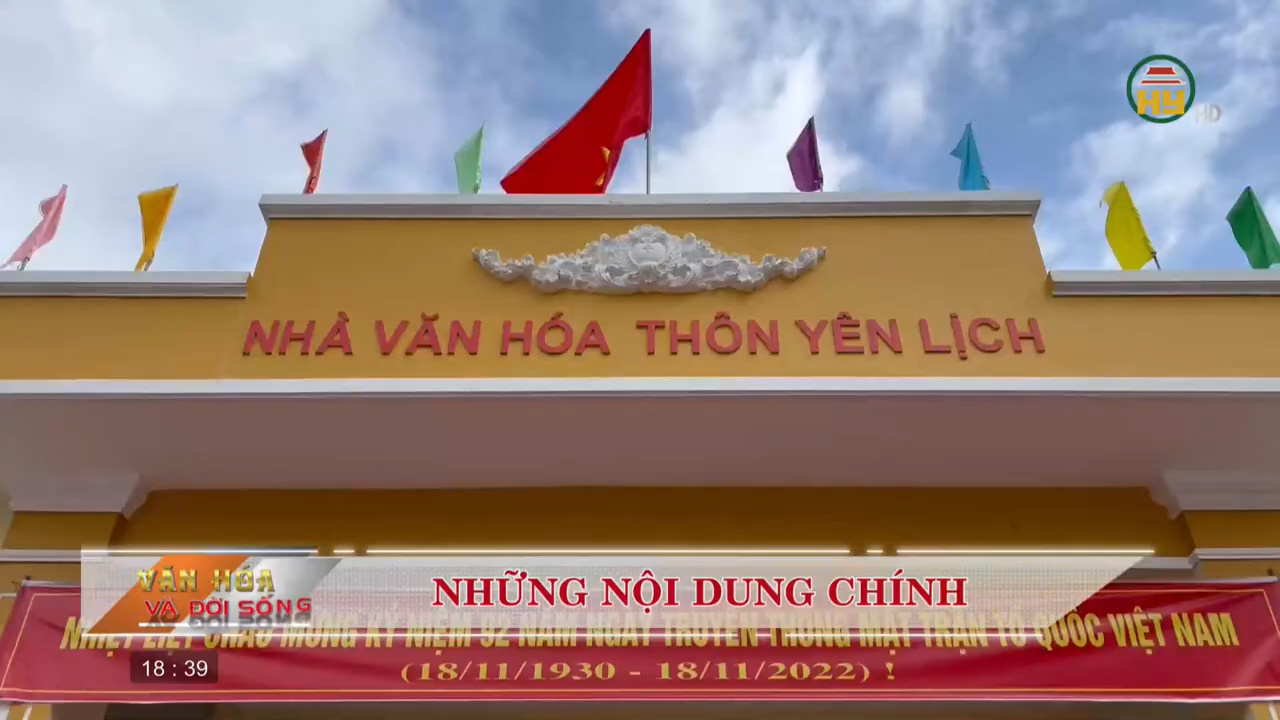 HY HD
NHÀ VĂN HÓA THÔN YÊN LỊCH
VĂN HÓA
VÀ ĐỜI SỐNG
NHỮNG NỘI DUNG CHÍNH
NHIỆT LIỆT CHÀO MỪNG KỶ NIỆM 92 NĂM NGÀY TRUYỀN THỐNG MẶT TRẬN TỔ QUỐC VIỆT NAM
18 : 39
(18/11/1930 - 18/11/2022) !